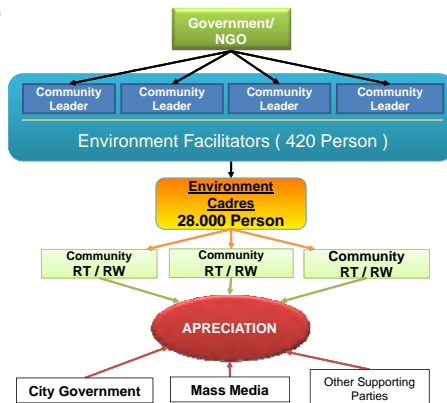 Government/
NGO
Community
Leader
Community
Leader
Community
Leader
Community
Leader
Environment Facilitators ( 420 Person )
Environment
Cadres
28.000 Person
Community
RT / RW
Community
RT / RW
Community
RT / RW
APRECIATION
City Government
Mass Media
Other Supporting
Parties